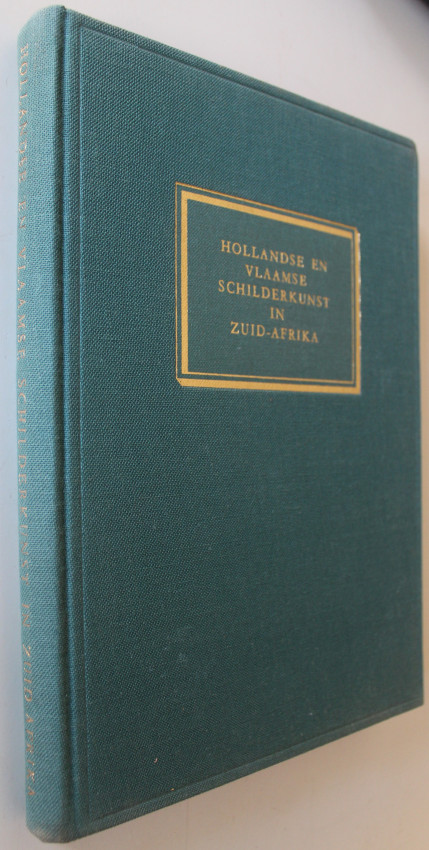 HOLLANDSE EN VLAAMSE SCHILDERKUNST IN ZUID-AFRIKA
HOLLANDSE EN
VLAAMSE
SCHILDERKUNST
IN
ZUID-AFRIKA